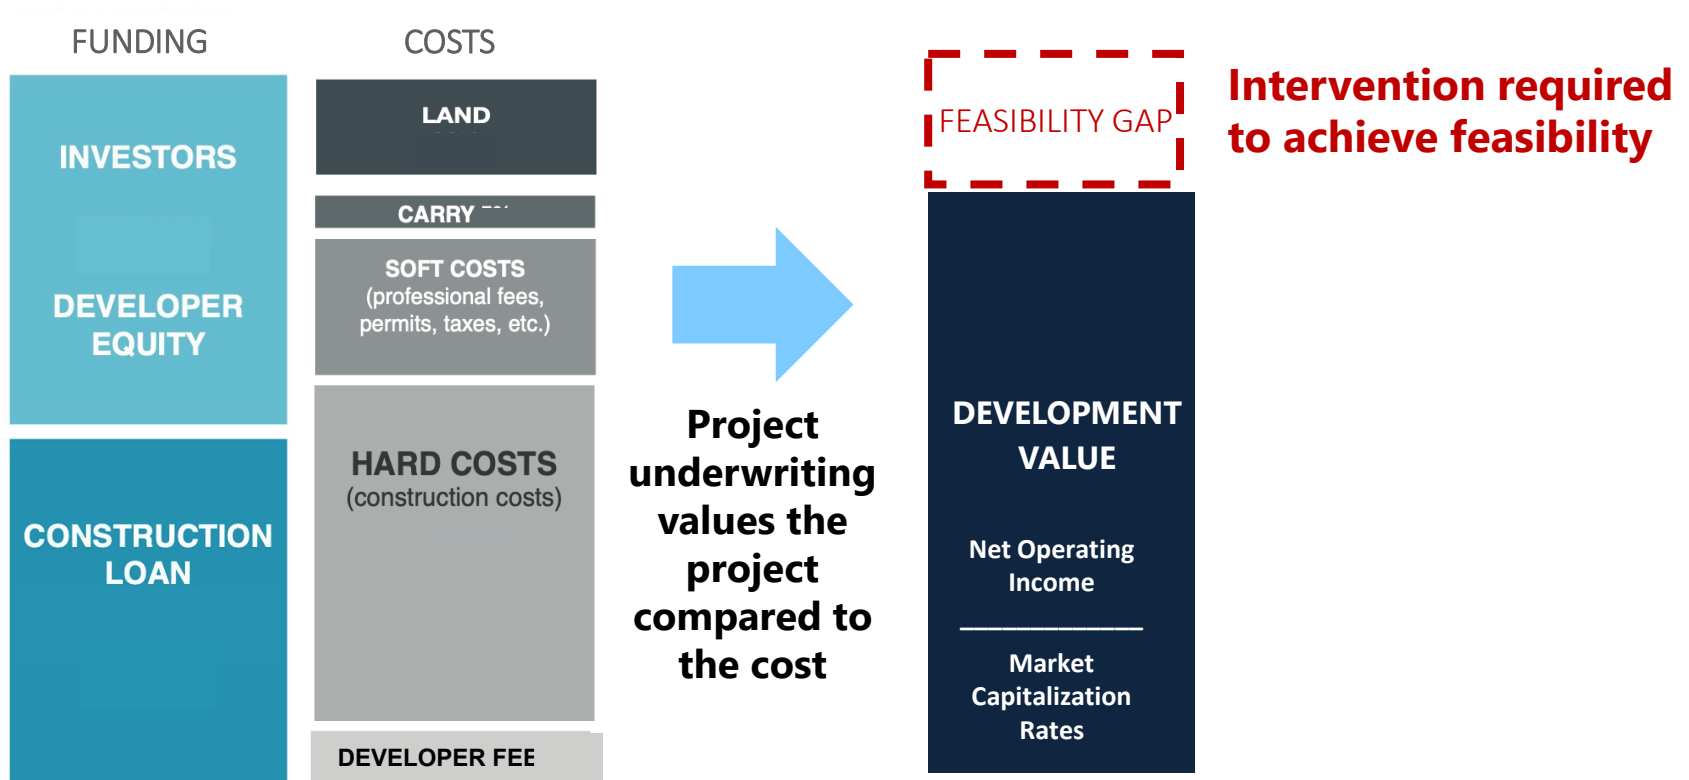 FUNDING
INVESTORS
DEVELOPER
EQUITY
CONSTRUCTION
LOAN
COSTS
LAND
CARRY
SOFT COSTS
(professional fees,
permits, taxes, etc.)
HARD COSTS
(construction costs)
DEVELOPER FEE
Project
underwriting
values the
project
compared to
the cost
FEASIBILITY GAP
DEVELOPMENT
VALUE
Net Operating
Income
Market
Capitalization
Rates
Intervention required
to achieve feasibility